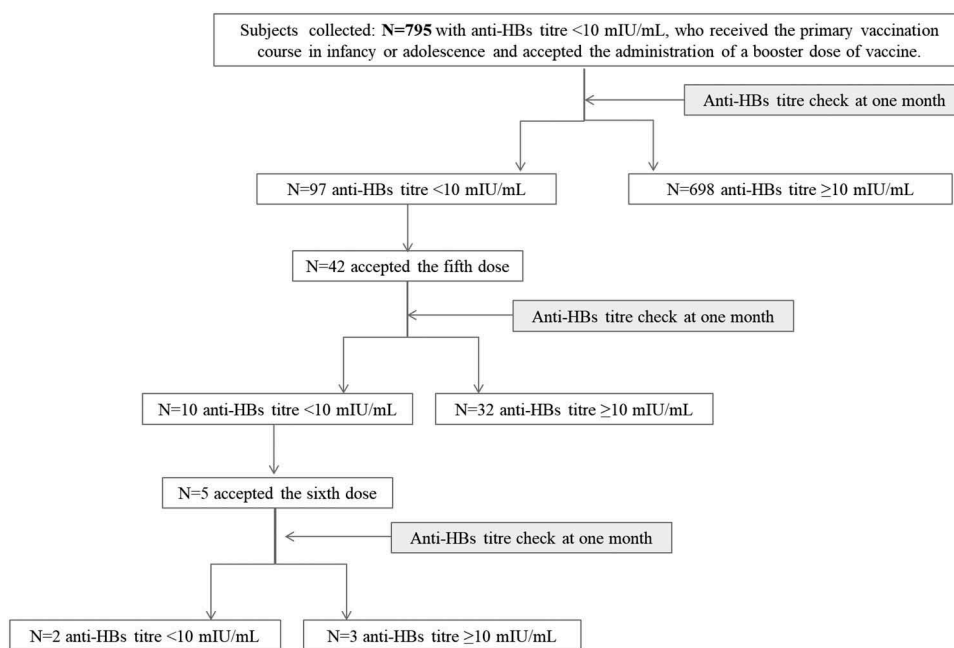 Subjects collected: N=795 with anti-HBs titre <10 mIU/mL, who received the primary vaccination
course in infancy or adolescence and accepted the administration of a booster dose of vaccine.
Anti-HBs titre check at one month
N=97 anti-HBs titre <10 mIU/mL
N=698 anti-HBs titre ≥10 mIU/mL
N=42 accepted the fifth dose
Anti-HBs titre check at one month
N=10 anti-HBs titre <10 mIU/mL
N=32 anti-HBs titre ≥10 mIU/mL
N=5 accepted the sixth dose
Anti-HBs titre check at one month
N=2 anti-HBs titre <10 mIU/mL
N=3 anti-HBs titre ≥10 mIU/mL